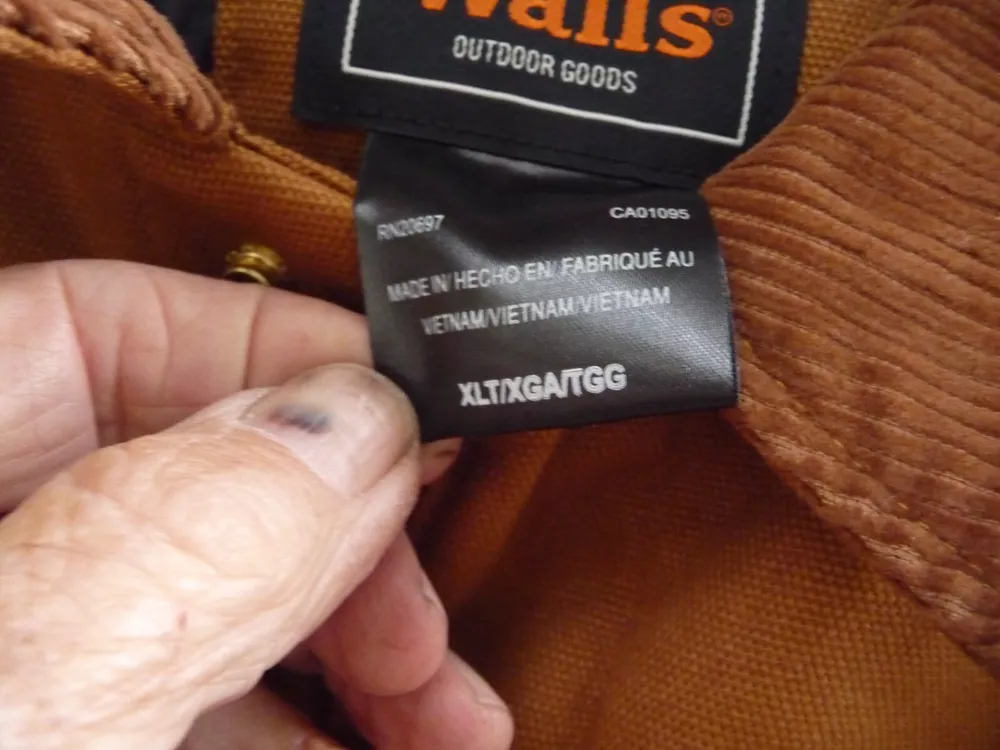 Walls®
OUTDOOR GOODS
RN20697 CA01095
MADE IN/ HECHO EN/ FABRIQUÉ AU
VIETNAM/VIETNAM/VIETNAM
XLT/XGA/TGG